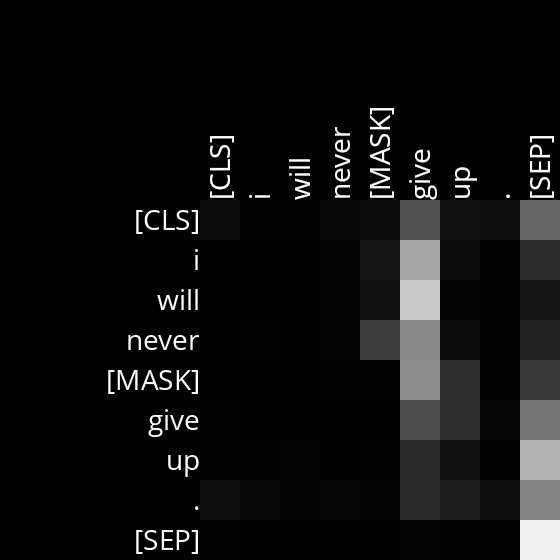 [CLS] i will never [MASK] give up . [SEP]
[CLS]
i
will
never
[MASK]
give
up
.
[SEP]